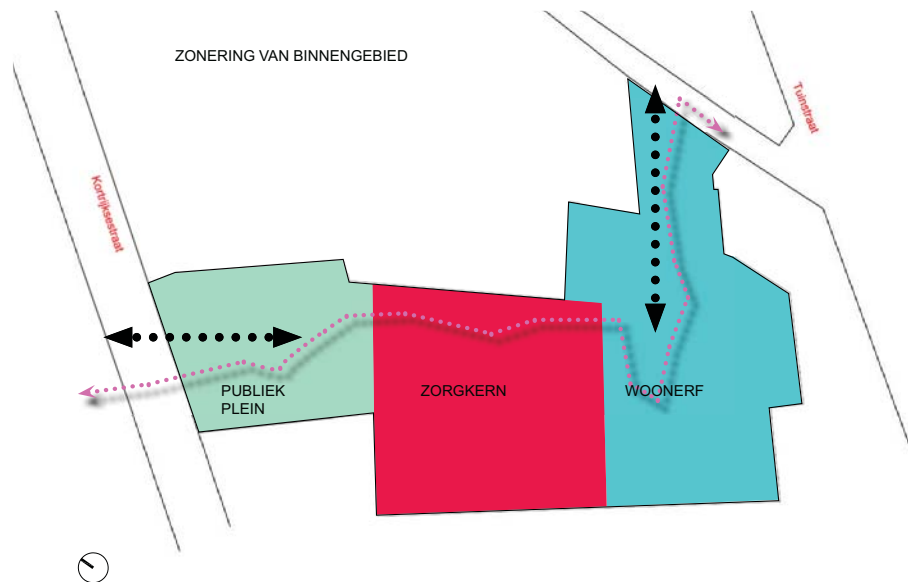 ZONERING VAN BINNENGEBIED
Tuinstraat
Kortrijksestraat
PUBLIEK
PLEIN
ZORGKERN
WOONERF